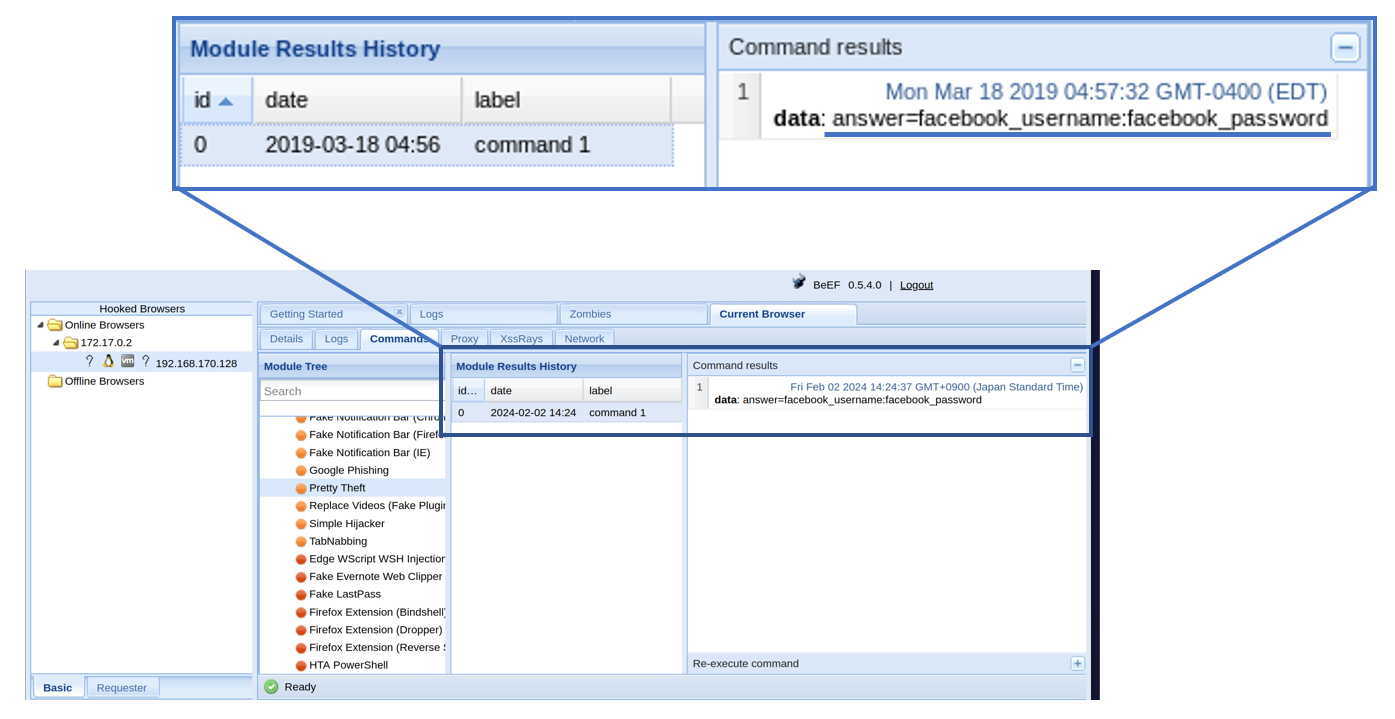 Module Results History
Command results
id date label
1 Mon Mar 18 2019 04:57:32 GMT-0400 (EDT)
data: answer=facebook_username:facebook_password
0 2019-03-18 04:56 command 1
BeEF 0.5.4.0 | Logout
Hooked Browsers
Online Browsers
172.17.0.2
? vm ? 192.168.170.128
Offline Browsers
Getting Started Logs Zombies Current Browser
Details Logs Commands Proxy XssRays Network
Module Tree
Search
Fake Notification Bar (Chro
Fake Notification Bar (Firef
Fake Notification Bar (IE)
Google Phishing
Pretty Theft
Replace Videos (Fake Plugin
Simple Hijacker
TabNabbing
Edge WScript WSH Injection
Fake Evernote Web Clipper
Fake LastPass
Firefox Extension (Bindshell)
Firefox Extension (Dropper)
Firefox Extension (Reverse S
HTA PowerShell
Module Results History
id... date label
0 2024-02-02 14:24 command 1
Command results
1 Fri Feb 02 2024 14:24:37 GMT+0900 (Japan Standard Time)
data: answer=facebook_username:facebook_password
Re-execute command
Basic Requester
Ready